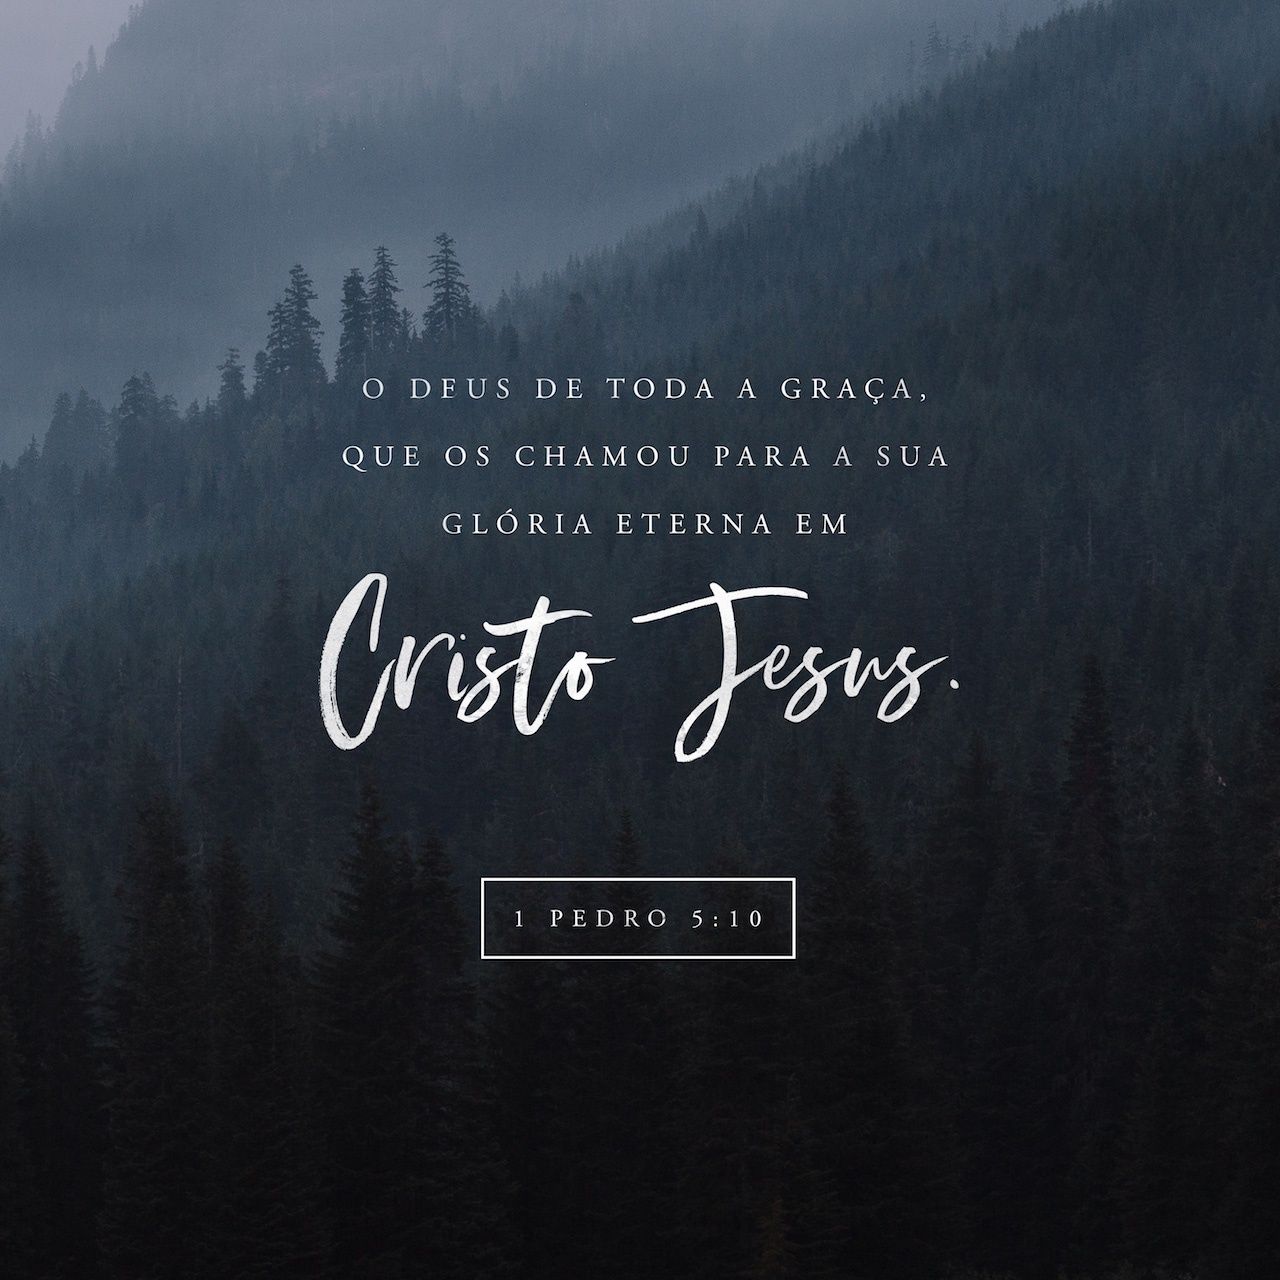 O DEUS DE TODA A GRAÇA,
QUE OS CHAMOU PARA A SUA
GLÓRIA ETERNA EM
Cristo Jesus.
1 PEDRO 5:10